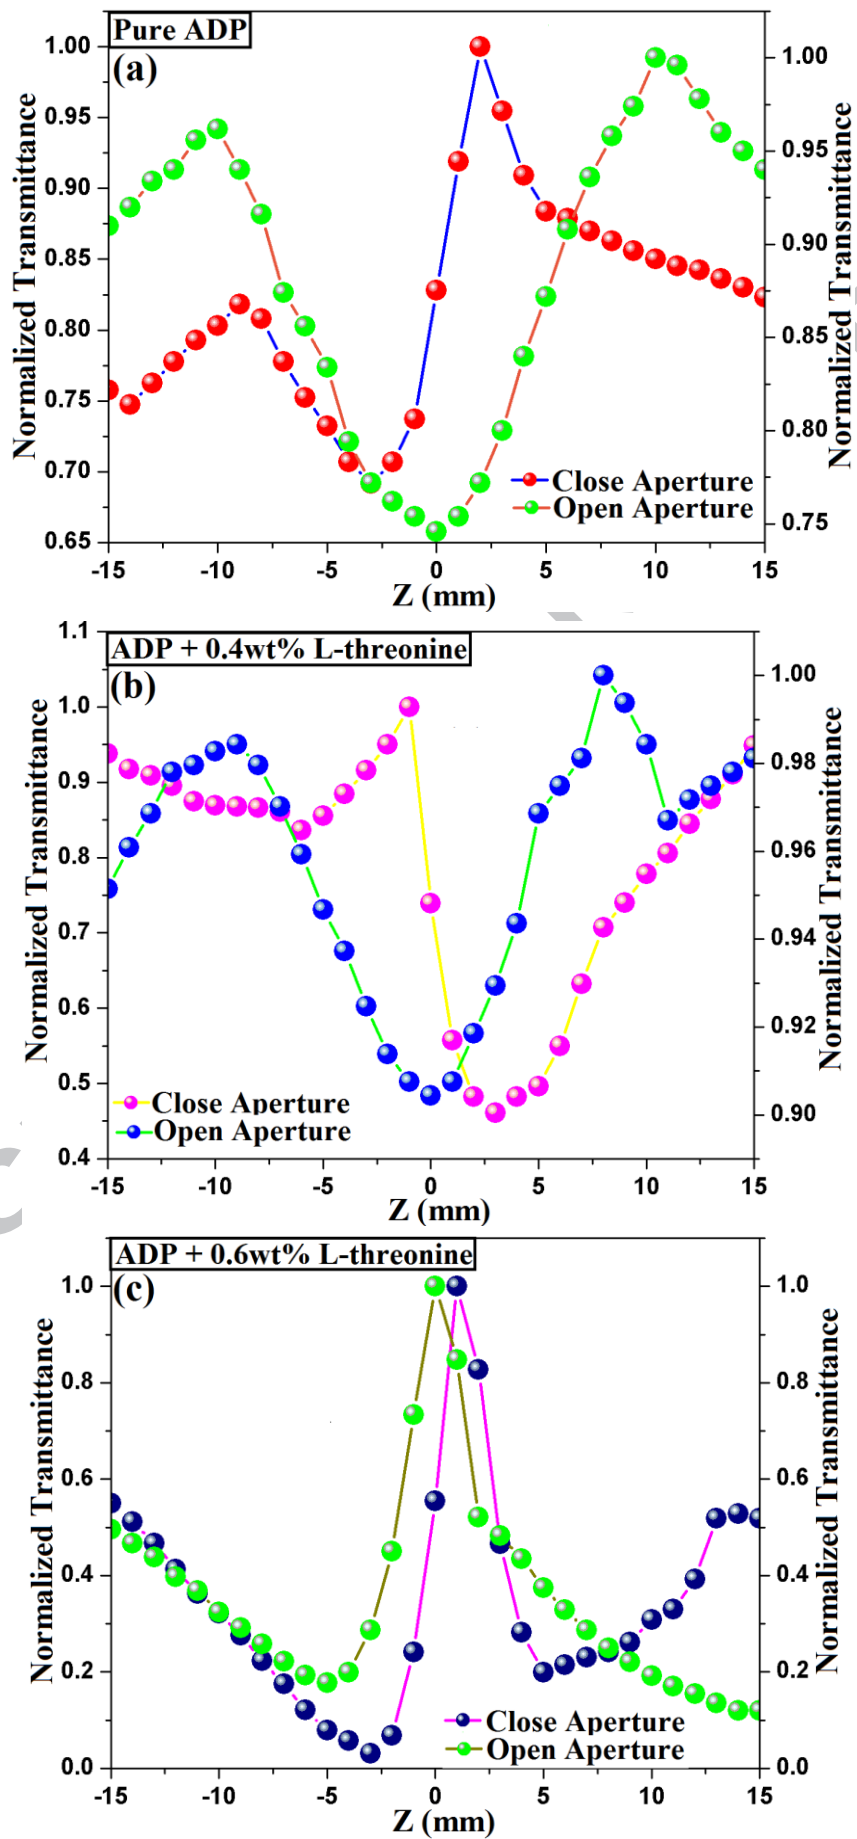 Pure ADP
(a)
1.00
0.95
0.90
0.85
0.80
0.75
0.70
0.65
Normalized Transmittance
1.00
0.95
0.90
0.85
0.80
0.75
Normalized Transmittance
Close Aperture
Open Aperture
-15 -10 -5 0 5 10 15
Z (mm)
ADP + 0.4wt% L-threonine
(b)
1.1
1.0
0.9
0.8
0.7
0.6
0.5
0.4
Normalized Transmittance
1.00
0.98
0.96
0.94
0.92
0.90
Normalized Transmittance
Close Aperture
Open Aperture
-15 -10 -5 0 5 10 15
Z (mm)
ADP + 0.6wt% L-threonine
(c)
1.0
0.8
0.6
0.4
0.2
0.0
Normalized Transmittance
1.0
0.8
0.6
0.4
0.2
0.0
Normalized Transmittance
Close Aperture
Open Aperture
-15 -10 -5 0 5 10 15
Z (mm)